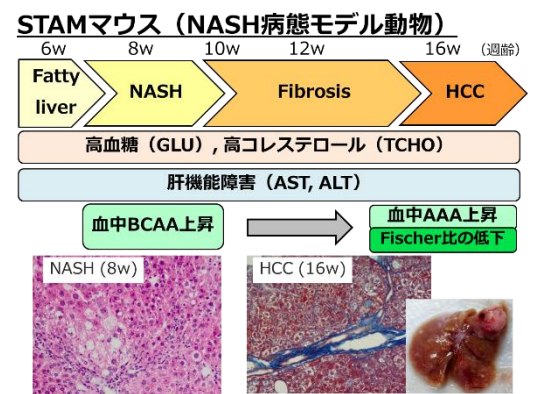 STAMマウス（NASH病態モデル動物）
6w 8w 10w 12w 16w （週齢）
Fatty
liver
NASH
Fibrosis
HCC
高血糖（GLU）, 高コレステロール（TCHO）
肝機能障害（AST, ALT）
血中BCAA上昇
血中AAA上昇
Fischer比の低下
NASH (8w)
HCC (16w)